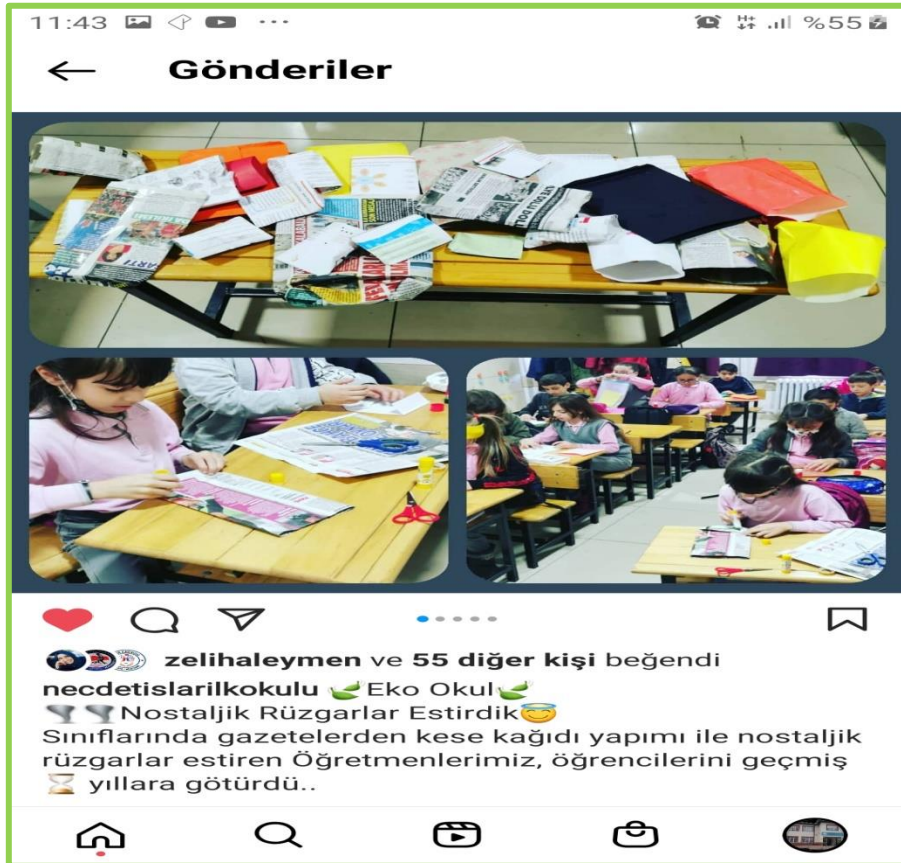 11:43 ... H+ %55
Gönderiler
zelihaleymen ve 55 diğer kişi beğendi
necdetislarilkokulu 🍃Eko Okul🍃
🌪️🌪️Nostaljik Rüzgarlar Estirdik😇
Sınıflarında gazetelerden kese kağıdı yapımı ile nostaljik
rüzgarlar estiren Öğretmenlerimiz, öğrencilerini geçmiş
⏳ yıllara götürdü..